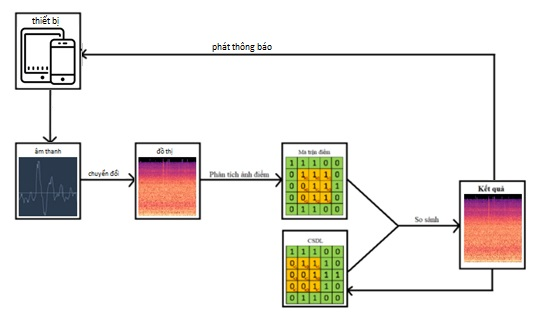 thiết bị
phát thông báo
âm thanh
chuyển đổi
đồ thị
Phân tích ảnh điểm
Ma trận điểm
1 1 1 0 0
0 1 1 1 0
0 0 1 1 1
0 0 1 1 0
0 1 1 0 0
So sánh
Kết quả
CSDL
1 1 1 0 0
0 1 1 1 0
0 0 1 1 1
0 0 1 1 0
0 1 1 0 0